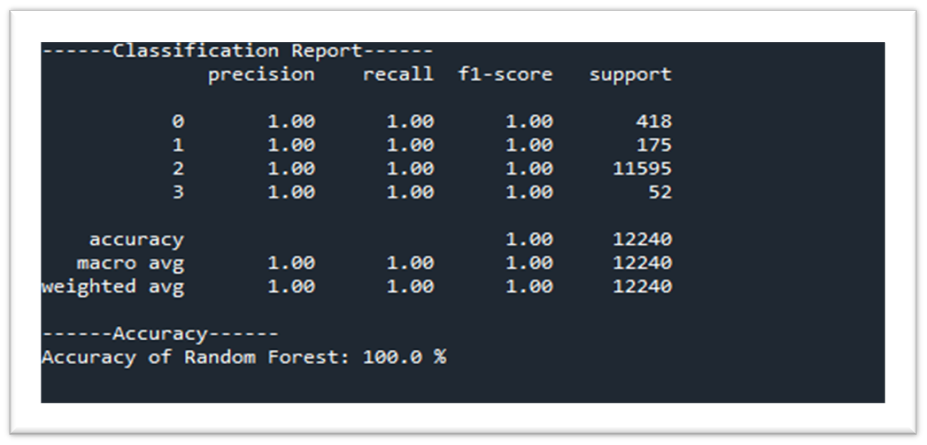 ------Classification Report------
precision recall f1-score support
0 1.00 1.00 1.00 418
1 1.00 1.00 1.00 175
2 1.00 1.00 1.00 11595
3 1.00 1.00 1.00 52
accuracy 1.00 12240
macro avg 1.00 1.00 1.00 12240
weighted avg 1.00 1.00 1.00 12240
------Accuracy------
Accuracy of Random Forest: 100.0 %